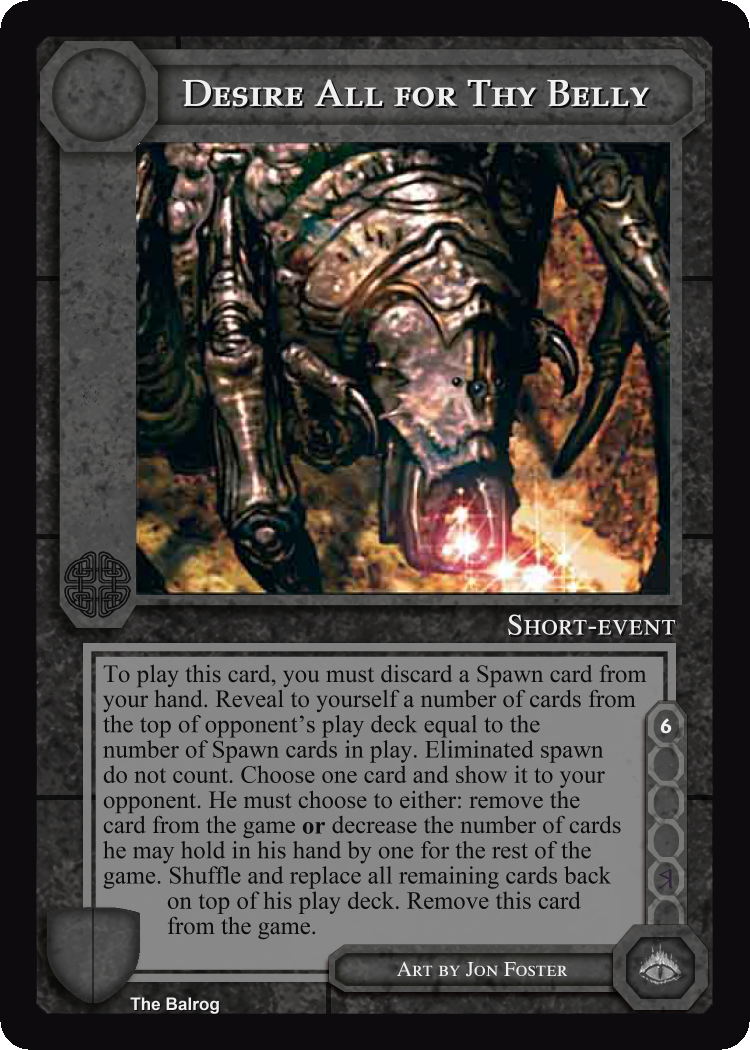 Desire All for Thy Belly
Short-event
To play this card, you must discard a Spawn card from
your hand. Reveal to yourself a number of cards from
the top of opponent's play deck equal to the
number of Spawn cards in play. Eliminated spawn
do not count. Choose one card and show it to your
opponent. He must choose to either: remove the
card from the game or decrease the number of cards
he may hold in his hand by one for the rest of the
game. Shuffle and replace all remaining cards back
on top of his play deck. Remove this card
from the game.
6
Art by Jon Foster
The Balrog